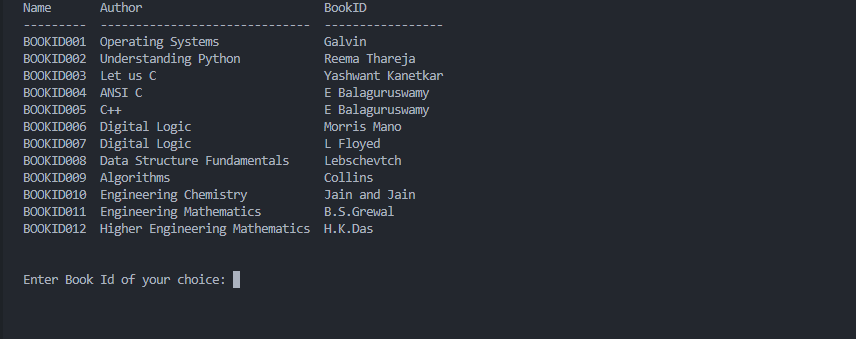 Name       Author                          BookID
---------  ------------------------------  -----------------
BOOKID001  Operating Systems               Galvin
BOOKID002  Understanding Python            Reema Thareja
BOOKID003  Let us C                        Yashwant Kanetkar
BOOKID004  ANSI C                          E Balaguruswamy
BOOKID005  C++                             E Balaguruswamy
BOOKID006  Digital Logic                   Morris Mano
BOOKID007  Digital Logic                   L Floyed
BOOKID008  Data Structure Fundamentals     Lebschevtch
BOOKID009  Algorithms                      Collins
BOOKID010  Engineering Chemistry           Jain and Jain
BOOKID011  Engineering Mathematics         B.S.Grewal
BOOKID012  Higher Engineering Mathematics  H.K.Das
Enter Book Id of your choice: